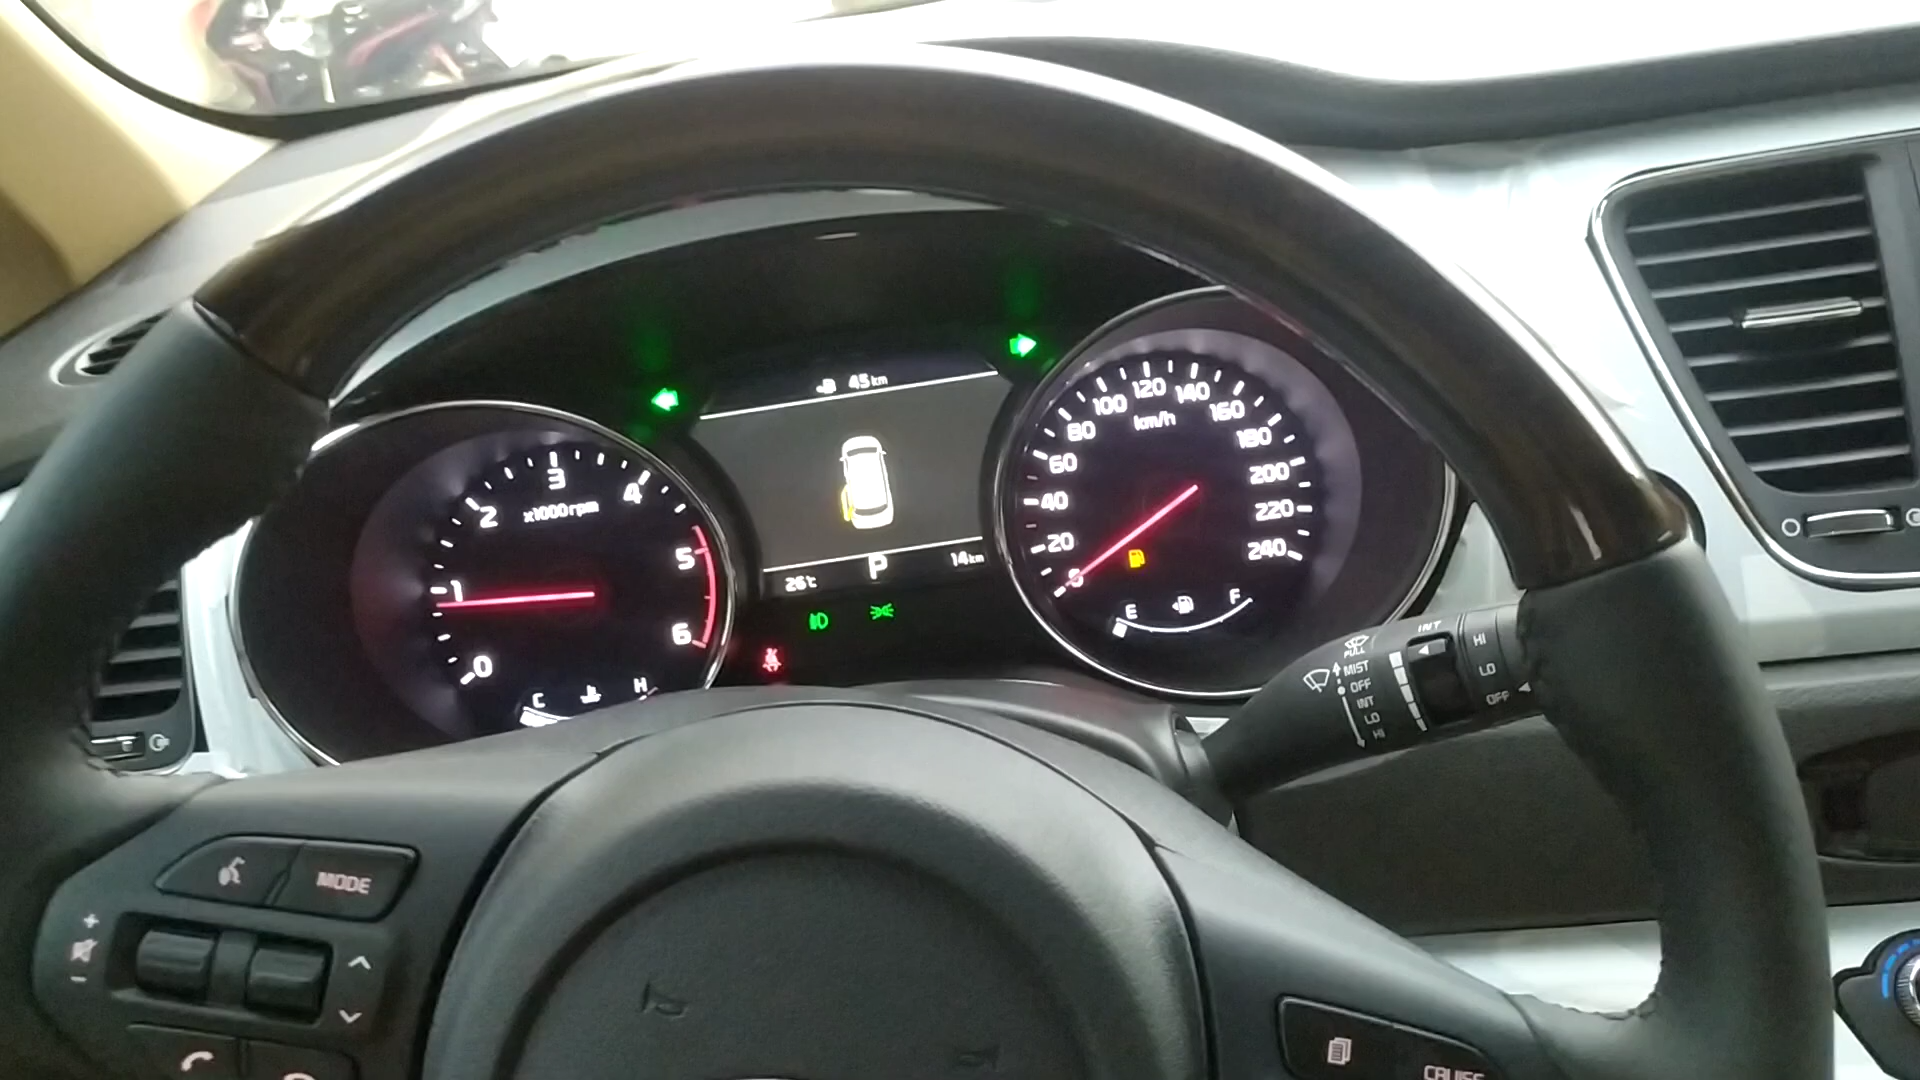 45km
0
1
2
3
4
5
6
x1000rpm
C
H
26℃
P
14km
0
20
40
60
80
100
120
140
160
180
200
220
240
km/h
E
F
PULL
MIST
OFF
INT
LO
HI
INT
HI
LO
OFF
MODE
+
-
CRUISE